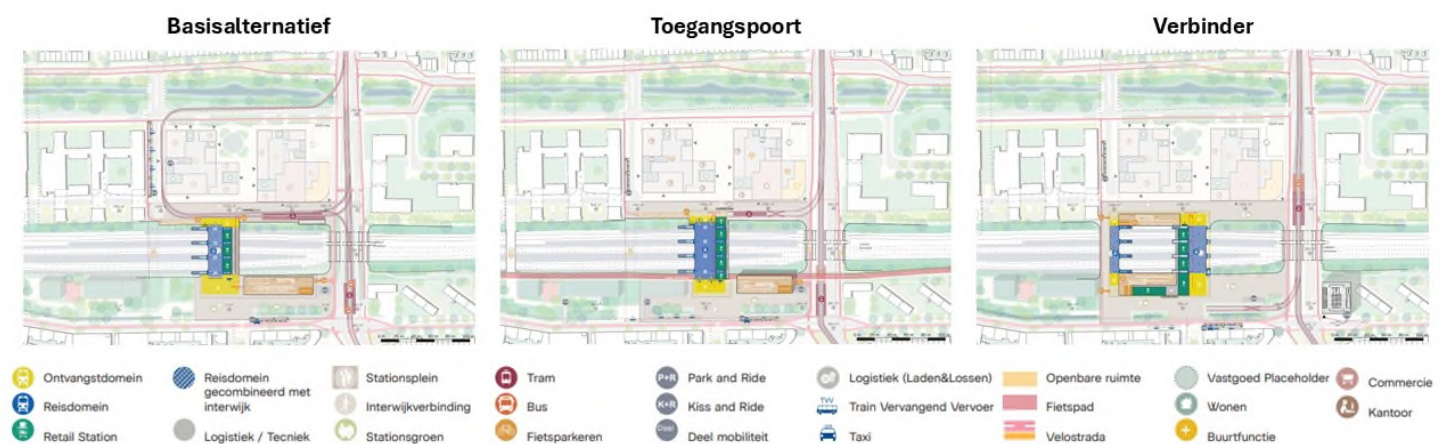 Basisalternatief
Toegangspoort
Verbinder
Ontvangstdomein
Reisdomein
Retail Station
Reisdomein
gecombineerd met
interwijk
Logistiek / Tecniek
Stationsplein
Interwijkverbinding
Stationsgroen
Tram
Bus
Fietsparkeren
P+R Park and Ride
K+R Kiss and Ride
Deel Deel mobiliteit
Logistiek (Laden&Lossen)
TVV Train Vervangend Vervoer
Taxi
Openbare ruimte
Fietspad
Velostrada
Vastgoed Placeholder
Wonen
Buurtfunctie
Commercie
Kantoor